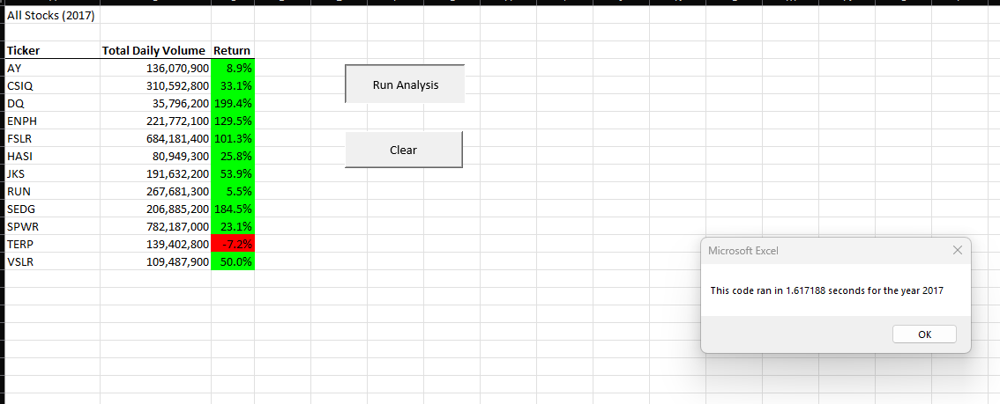 All Stocks (2017)
Ticker Total Daily Volume Return
AY 136,070,900 8.9%
CSIQ 310,592,800 33.1%
DQ 35,796,200 199.4%
ENPH 221,772,100 129.5%
FSLR 684,181,400 101.3%
HASI 80,949,300 25.8%
JKS 191,632,200 53.9%
RUN 267,681,300 5.5%
SEDG 206,885,200 184.5%
SPWR 782,187,000 23.1%
TERP 139,402,800 -7.2%
VSLR 109,487,900 50.0%
Run Analysis
Clear
Microsoft Excel
This code ran in 1.617188 seconds for the year 2017
OK